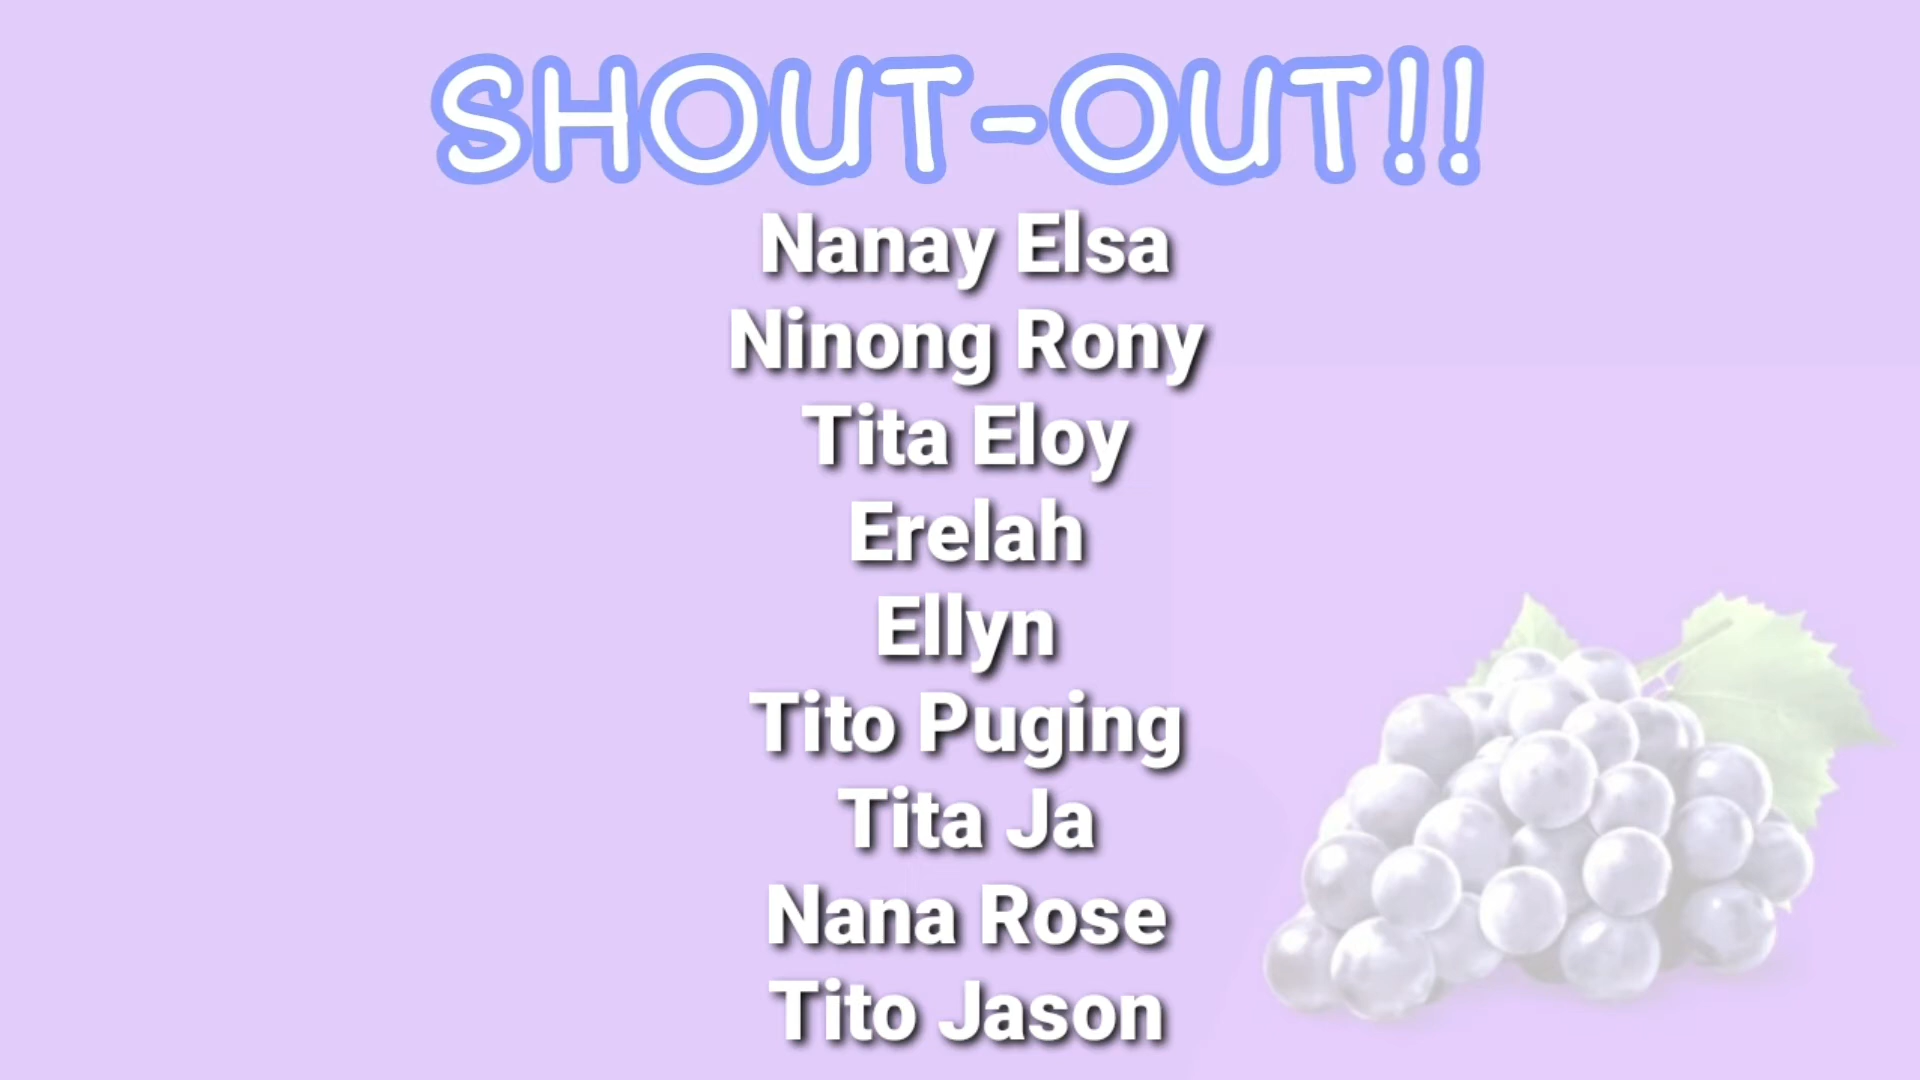 SHOUT-OUT!!
Nanay Elsa
Ninong Rony
Tita Eloy
Erelah
Ellyn
Tito Puging
Tita Ja
Nana Rose
Tito Jason